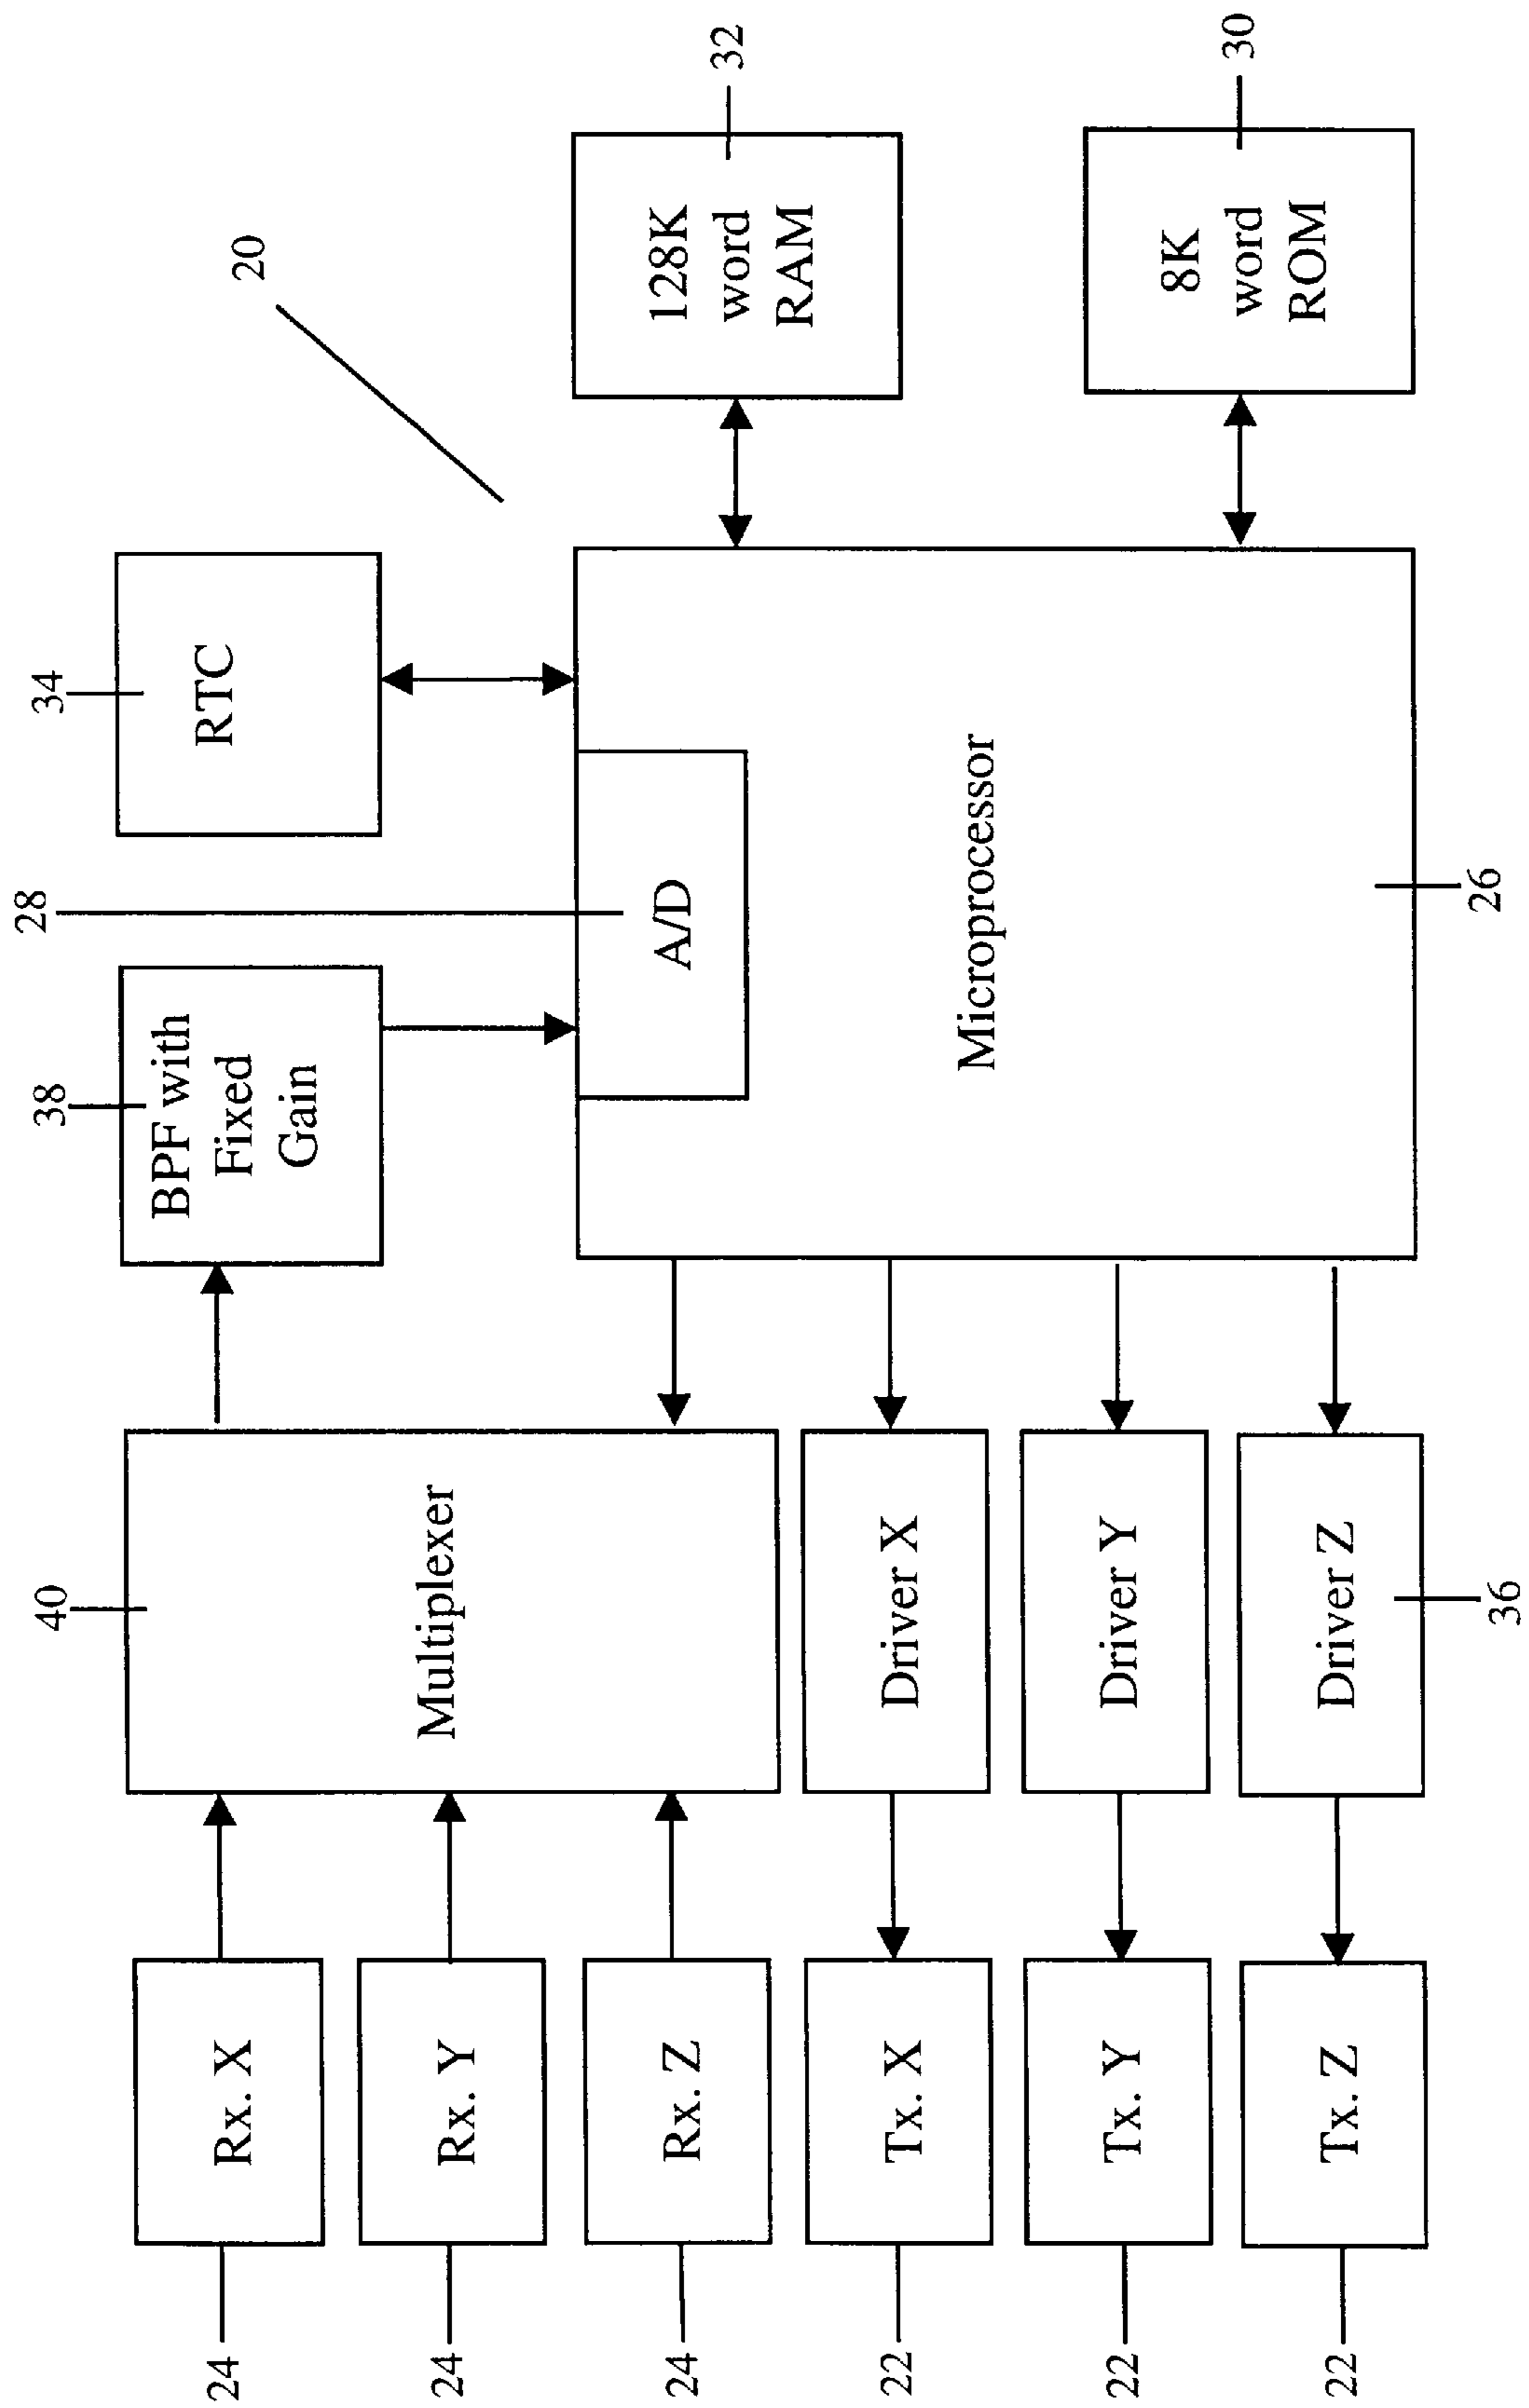 20
34
RTC
28
38
BPF with
Fixed
Gain
A/D
Microprocessor
26
128K
word
RAM
32
8K
word
ROM
30
40
Multiplexer
Driver X
Driver Y
Driver Z
36
24
Rx. X
24
Rx. Y
24
Rx. Z
22
Tx. X
22
Tx. Y
22
Tx. Z